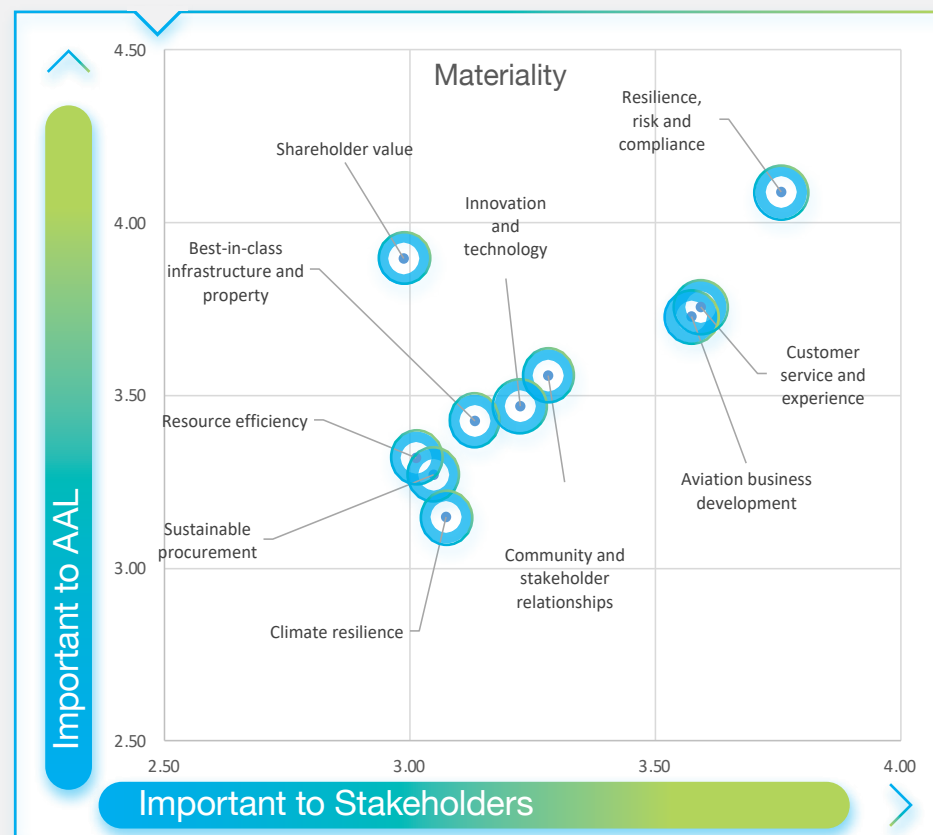 Materiality
4.50
4.00
3.50
3.00
2.50
2.50
3.00
3.50
4.00
Important to AAL
Important to Stakeholders
Resilience,
risk and
compliance
Shareholder value
Innovation
and
technology
Best-in-class
infrastructure and
property
Customer
service and
experience
Resource efficiency
Aviation business
development
Sustainable
procurement
Community and
stakeholder
relationships
Climate resilience